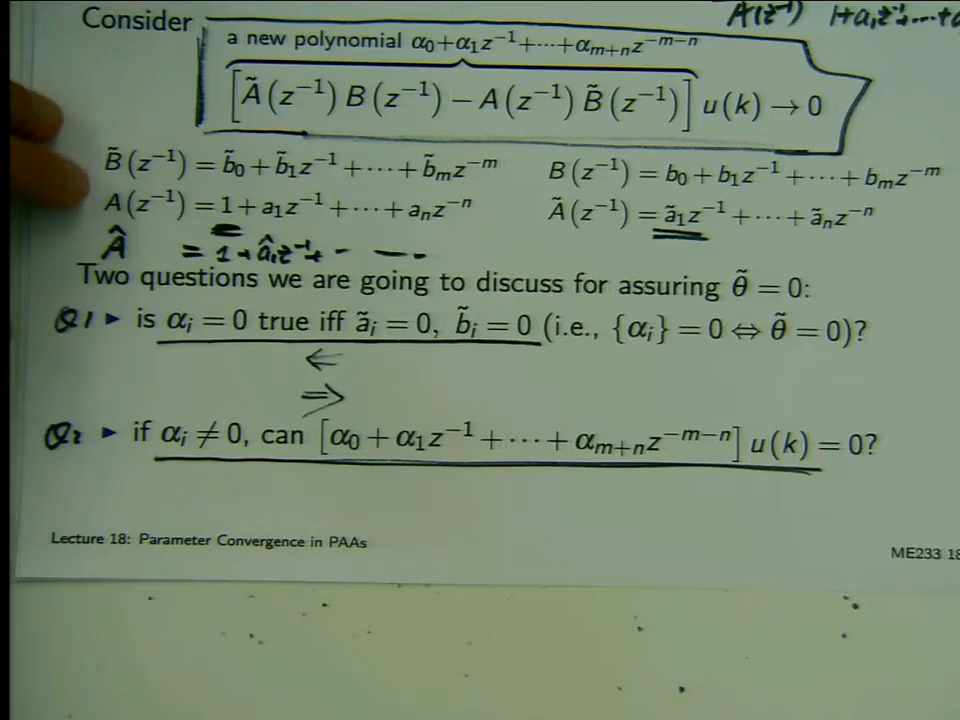 A(z⁻¹) 1+a₁z⁻¹+⋯+
Consider
a new polynomial α₀+α₁z⁻¹+⋯+αₘ₊ₙz⁻ᵐ⁻ⁿ
[Ã(z⁻¹) B(z⁻¹) − A(z⁻¹) B̃(z⁻¹)] u(k) → 0
B̃(z⁻¹) = b̃₀ + b̃₁z⁻¹ + ⋯ + b̃ₘz⁻ᵐ B(z⁻¹) = b₀ + b₁z⁻¹ + ⋯ + bₘz⁻ᵐ
A(z⁻¹) = 1 + a₁z⁻¹ + ⋯ + aₙz⁻ⁿ Ã(z⁻¹) = ã₁z⁻¹ + ⋯ + ãₙz⁻ⁿ
Â = 1 + â₁z⁻¹ + - - - -
Two questions we are going to discuss for assuring θ̃ = 0:
Q1 ▶ is αᵢ = 0 true iff ãᵢ = 0, b̃ᵢ = 0 (i.e., {αᵢ} = 0 ⇔ θ̃ = 0)?
⇐
⇒
Q2 ▶ if αᵢ ≠ 0, can [α₀ + α₁z⁻¹ + ⋯ + αₘ₊ₙz⁻ᵐ⁻ⁿ] u(k) = 0?
Lecture 18: Parameter Convergence in PAAs
ME233 18